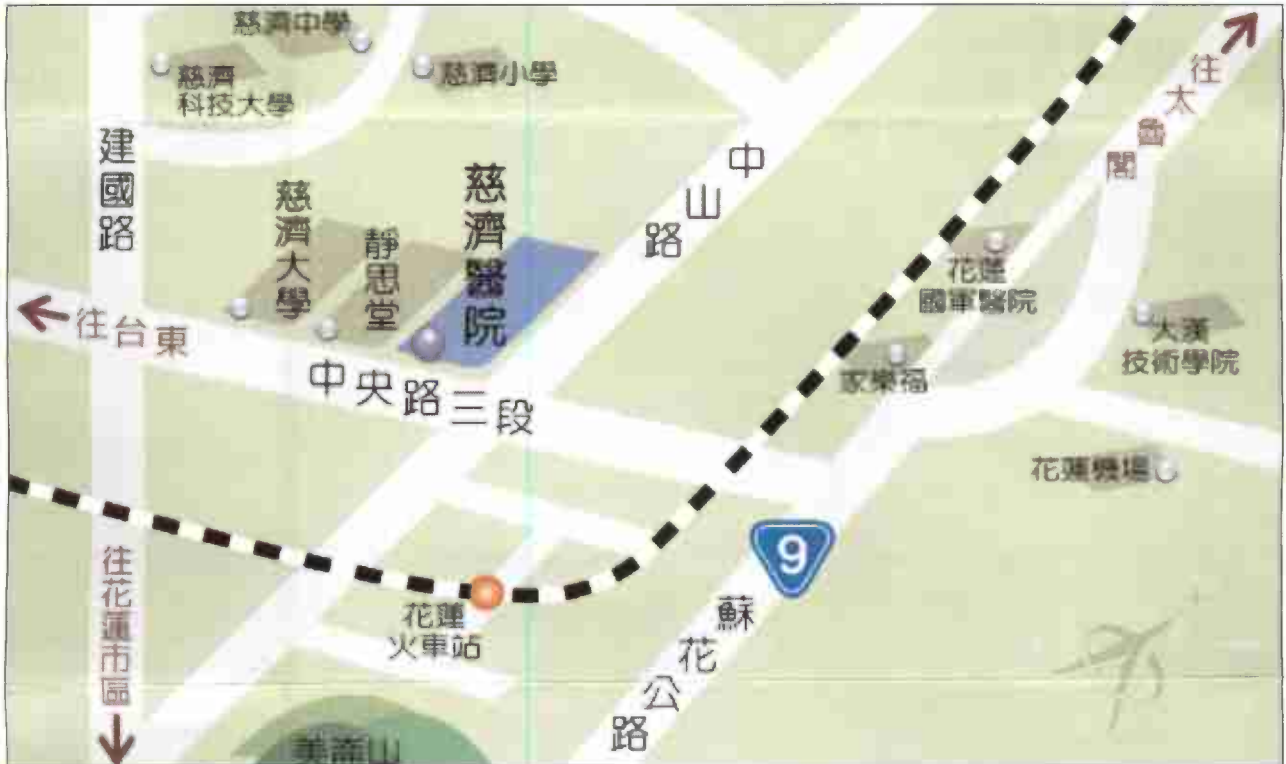 慈濟中學
慈濟
科技大學
慈濟小學
往太魯閣
建國路
中山路
慈濟大學
靜思堂
慈濟醫院
花蓮
國軍醫院
往台東
大漢
技術學院
家樂福
中央路三段
花蓮機場
9
往花蓮市區
花蓮
火車站
蘇花公路
美崙山